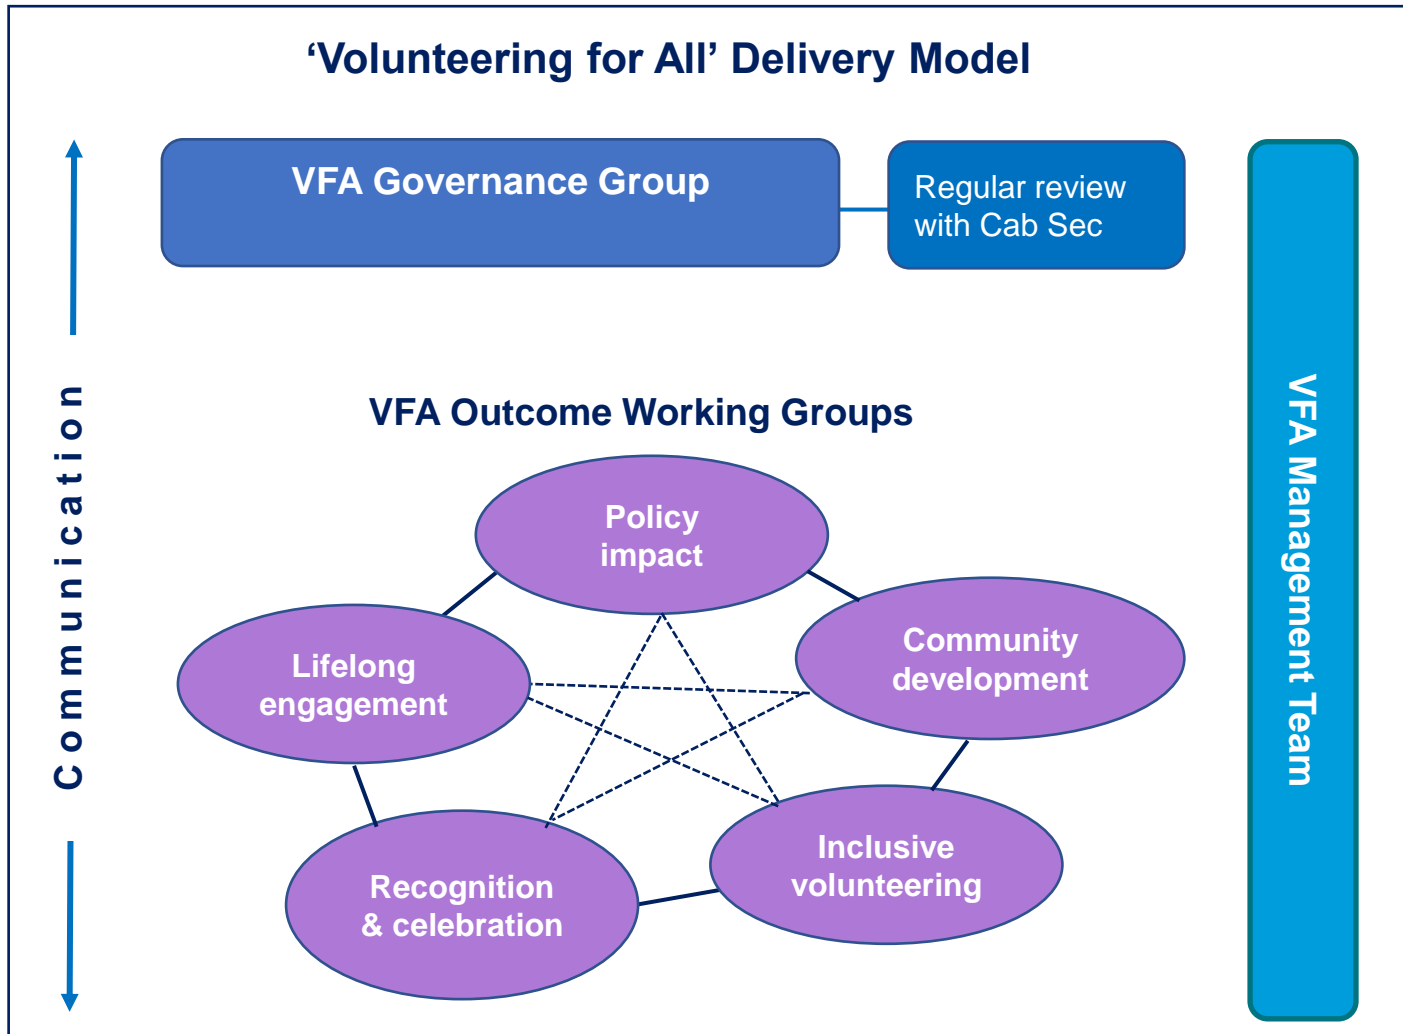 ‘Volunteering for All’ Delivery Model
VFA Governance Group
Regular review
with Cab Sec
Communication
VFA Outcome Working Groups
Policy
impact
Community
development
Lifelong
engagement
Inclusive
volunteering
Recognition
& celebration
VFA Management Team